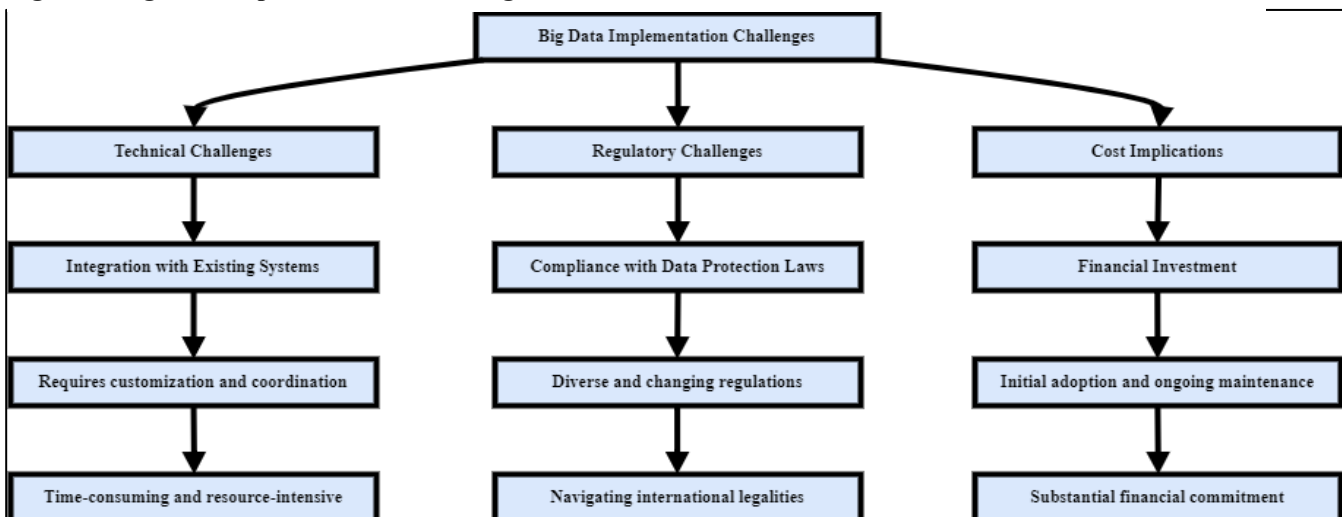 Big Data Implementation Challenges
Technical Challenges
Regulatory Challenges
Cost Implications
Integration with Existing Systems
Compliance with Data Protection Laws
Financial Investment
Requires customization and coordination
Diverse and changing regulations
Initial adoption and ongoing maintenance
Time-consuming and resource-intensive
Navigating international legalities
Substantial financial commitment